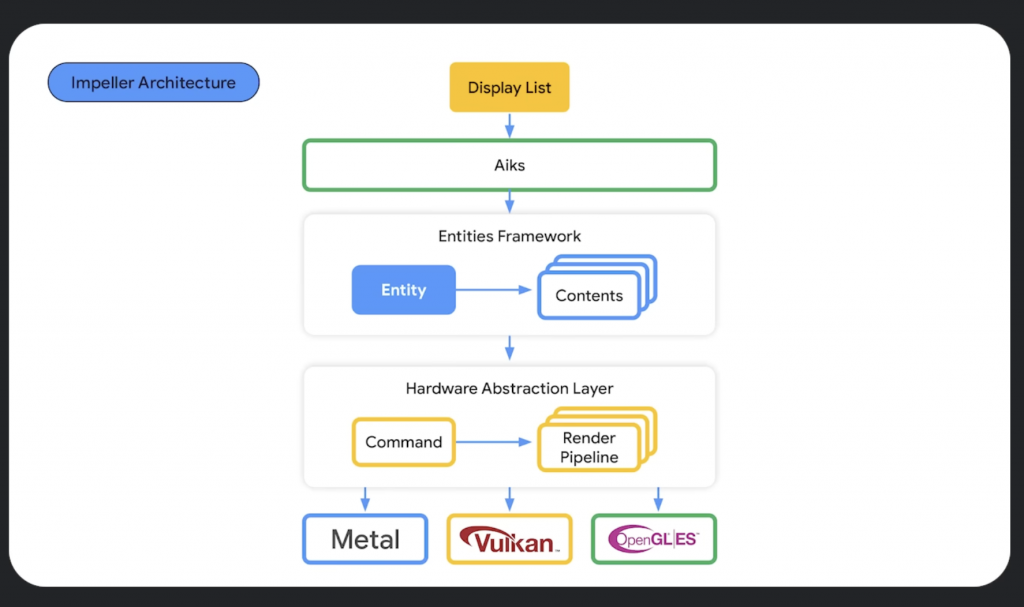 Impeller Architecture
Display List
Aiks
Entities Framework
Entity
Contents
Hardware Abstraction Layer
Command
Render
Pipeline
Metal
Vulkan
OpenGL|ES